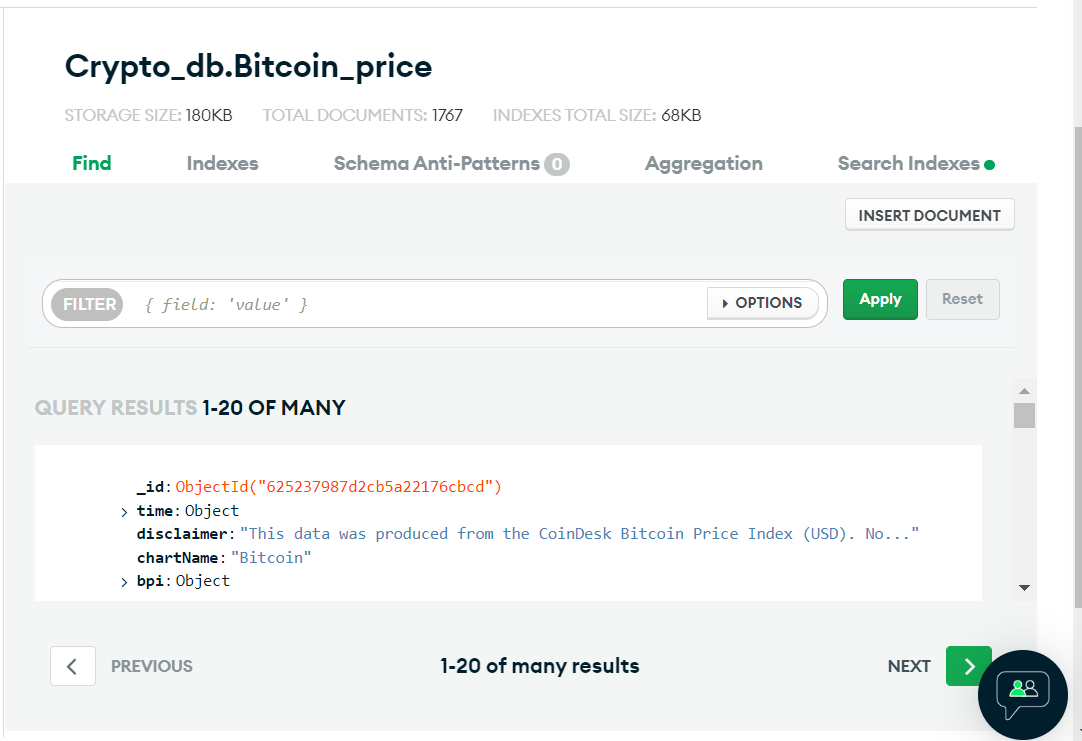 Crypto_db.Bitcoin_price
STORAGE SIZE: 180KB TOTAL DOCUMENTS: 1767 INDEXES TOTAL SIZE: 68KB
Find Indexes Schema Anti-Patterns 0 Aggregation Search Indexes
INSERT DOCUMENT
FILTER { field: 'value' } OPTIONS Apply Reset
QUERY RESULTS 1-20 OF MANY
_id: ObjectId("625237987d2cb5a22176cbcd")
time: Object
disclaimer: "This data was produced from the CoinDesk Bitcoin Price Index (USD). No..."
chartName: "Bitcoin"
bpi: Object
PREVIOUS 1-20 of many results NEXT